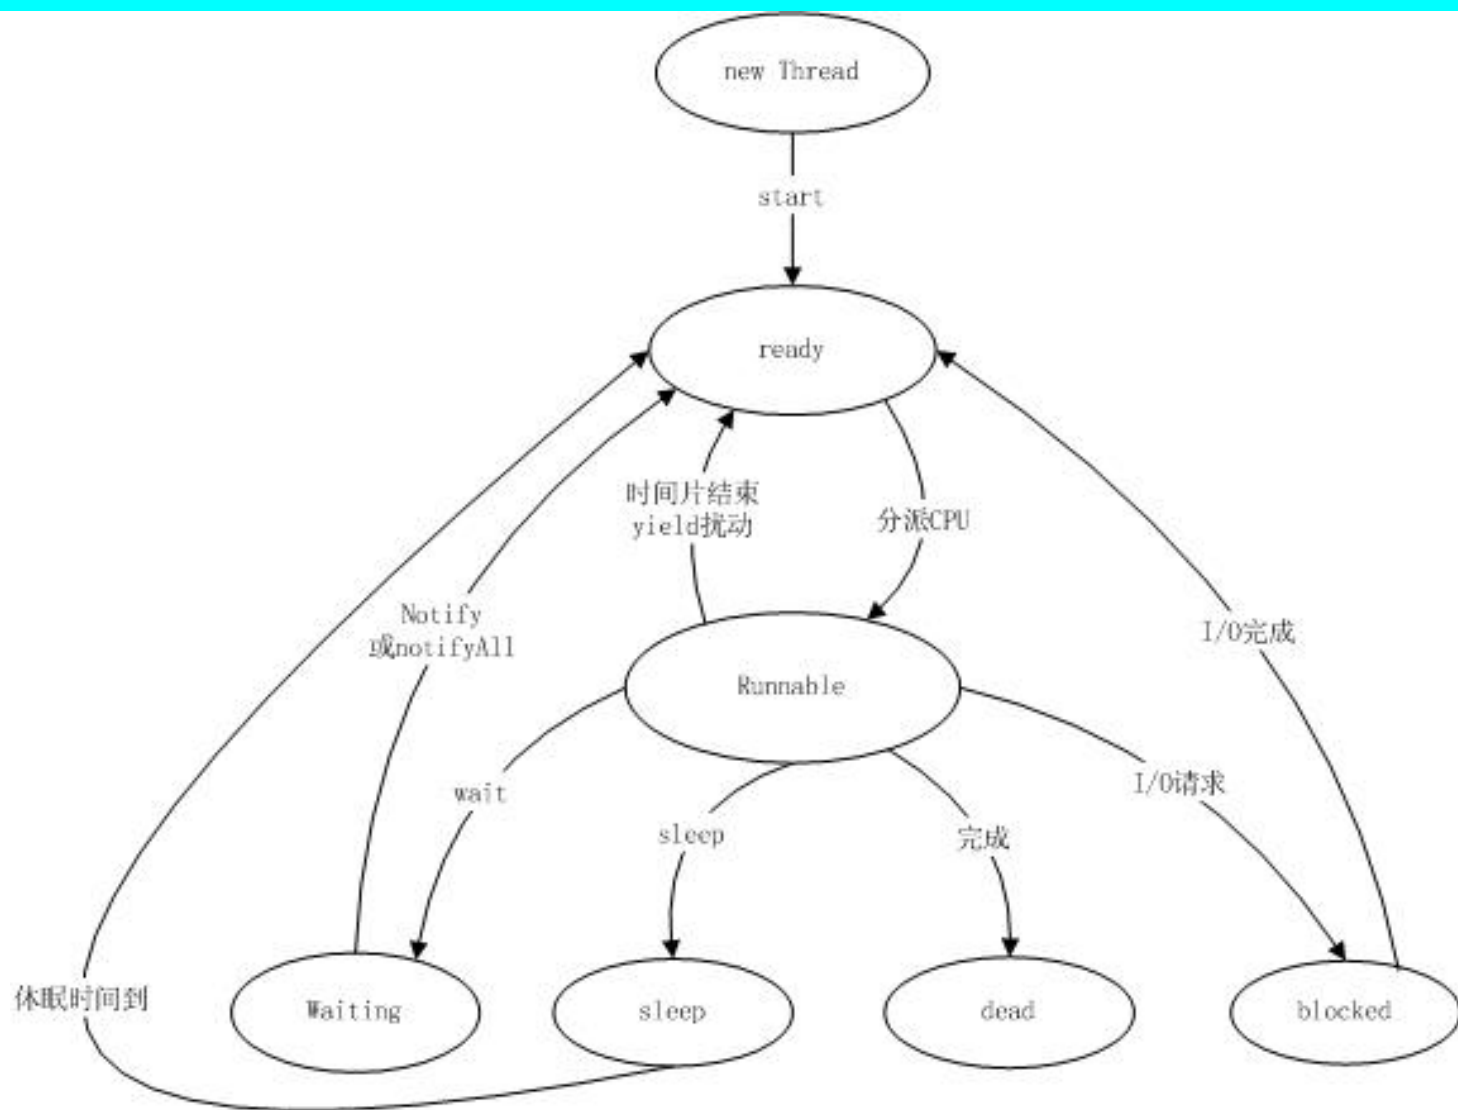 new Thread
start
ready
时间片结束
yield扰动
分派CPU
Notify
或notifyAll
I/O完成
Runnable
wait
sleep
完成
I/O请求
休眠时间到
Waiting
sleep
dead
blocked